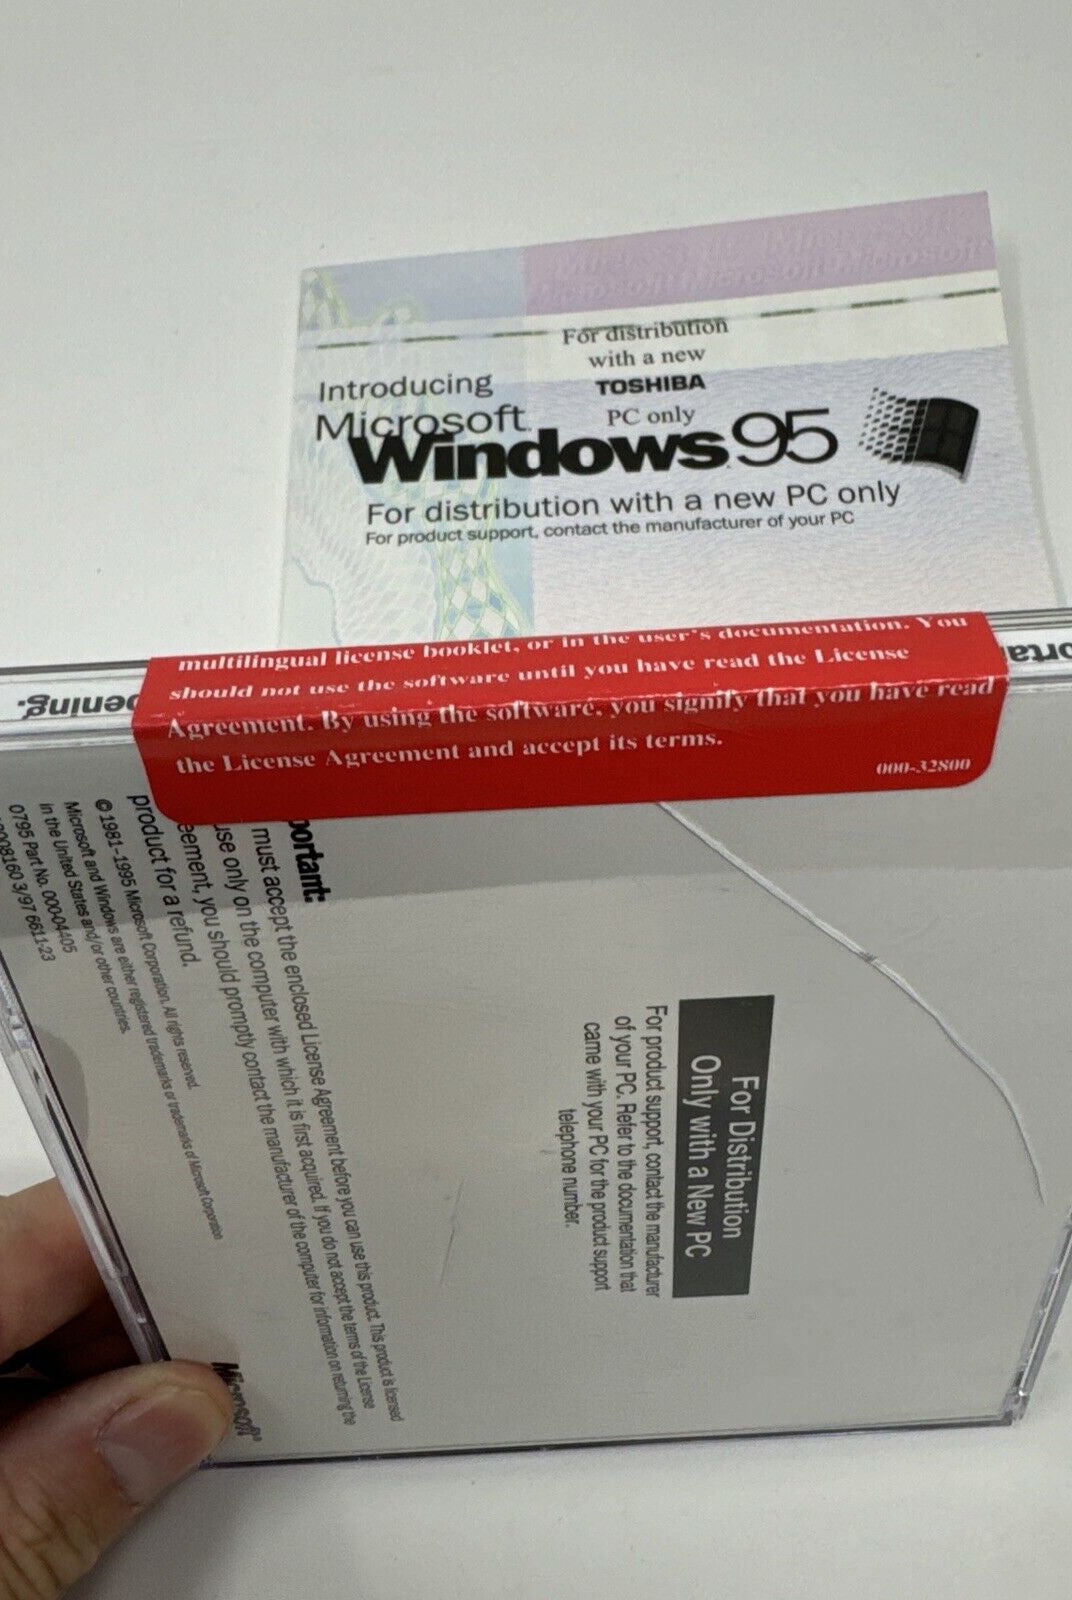 For distribution
with a new
TOSHIBA
PC only
Introducing
Microsoft
Windows 95
For distribution with a new PC only
For product support, contact the manufacturer of your PC
multilingual license booklet, or in the user's documentation. You
should not use the software until you have read the License
Agreement. By using the software, you signify that you have read
the License Agreement and accept its terms.
000-32800
For Distribution
Only with a New PC
For product support, contact the manufacturer
of your PC. Refer to the documentation that
came with your PC for the product support
telephone number.
must accept the enclosed License Agreement before you can use this product. This product is licensed
use only on the computer with which it is first acquired. If you do not accept the terms of the License
eement, you should promptly contact the manufacturer of the computer for information on returning the
product for a refund.
©1981-1995 Microsoft Corporation. All rights reserved.
Microsoft and Windows are either registered trademarks or trademarks of Microsoft Corporation
in the United States and/or other countries.
0795 Part No. 000-04405
3/97 6611-23
Microsoft®